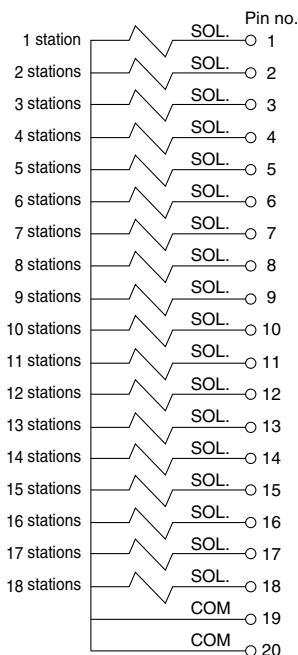 Pin no.
1 station SOL. 1
2 stations SOL. 2
3 stations SOL. 3
4 stations SOL. 4
5 stations SOL. 5
6 stations SOL. 6
7 stations SOL. 7
8 stations SOL. 8
9 stations SOL. 9
10 stations SOL. 10
11 stations SOL. 11
12 stations SOL. 12
13 stations SOL. 13
14 stations SOL. 14
15 stations SOL. 15
16 stations SOL. 16
17 stations SOL. 17
18 stations SOL. 18
COM 19
COM 20